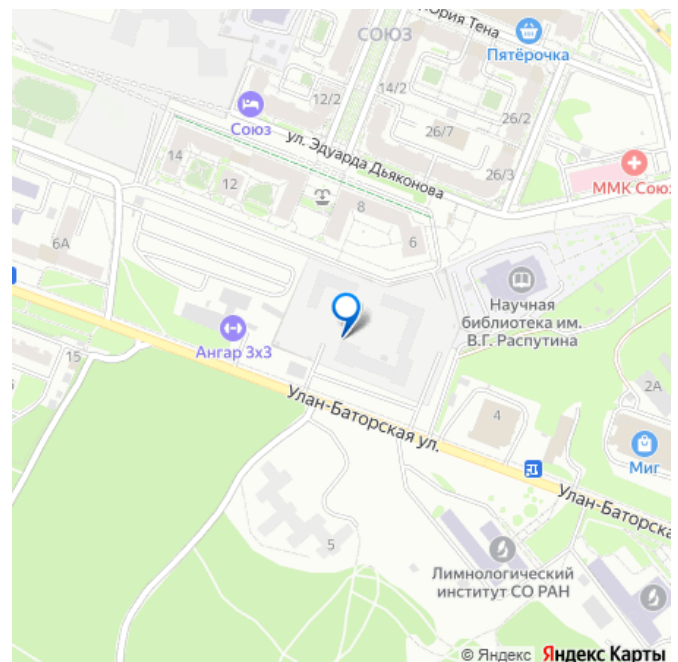 Юрия Тена
СОЮЗ
Пятёрочка
12/2
14/2
26/2
Союз
26/7
ул. Эдуарда Дьяконова
14
12
26/3
ММК Союз
8
6А
6
Научная
библиотека им.
В.Г. Распутина
Ангар 3x3
15
2А
Улан-Баторская ул.
4
Миг
Улан-Баторска
5
Лимнологический
институт СО РАН
© Яндекс Яндекс Карты